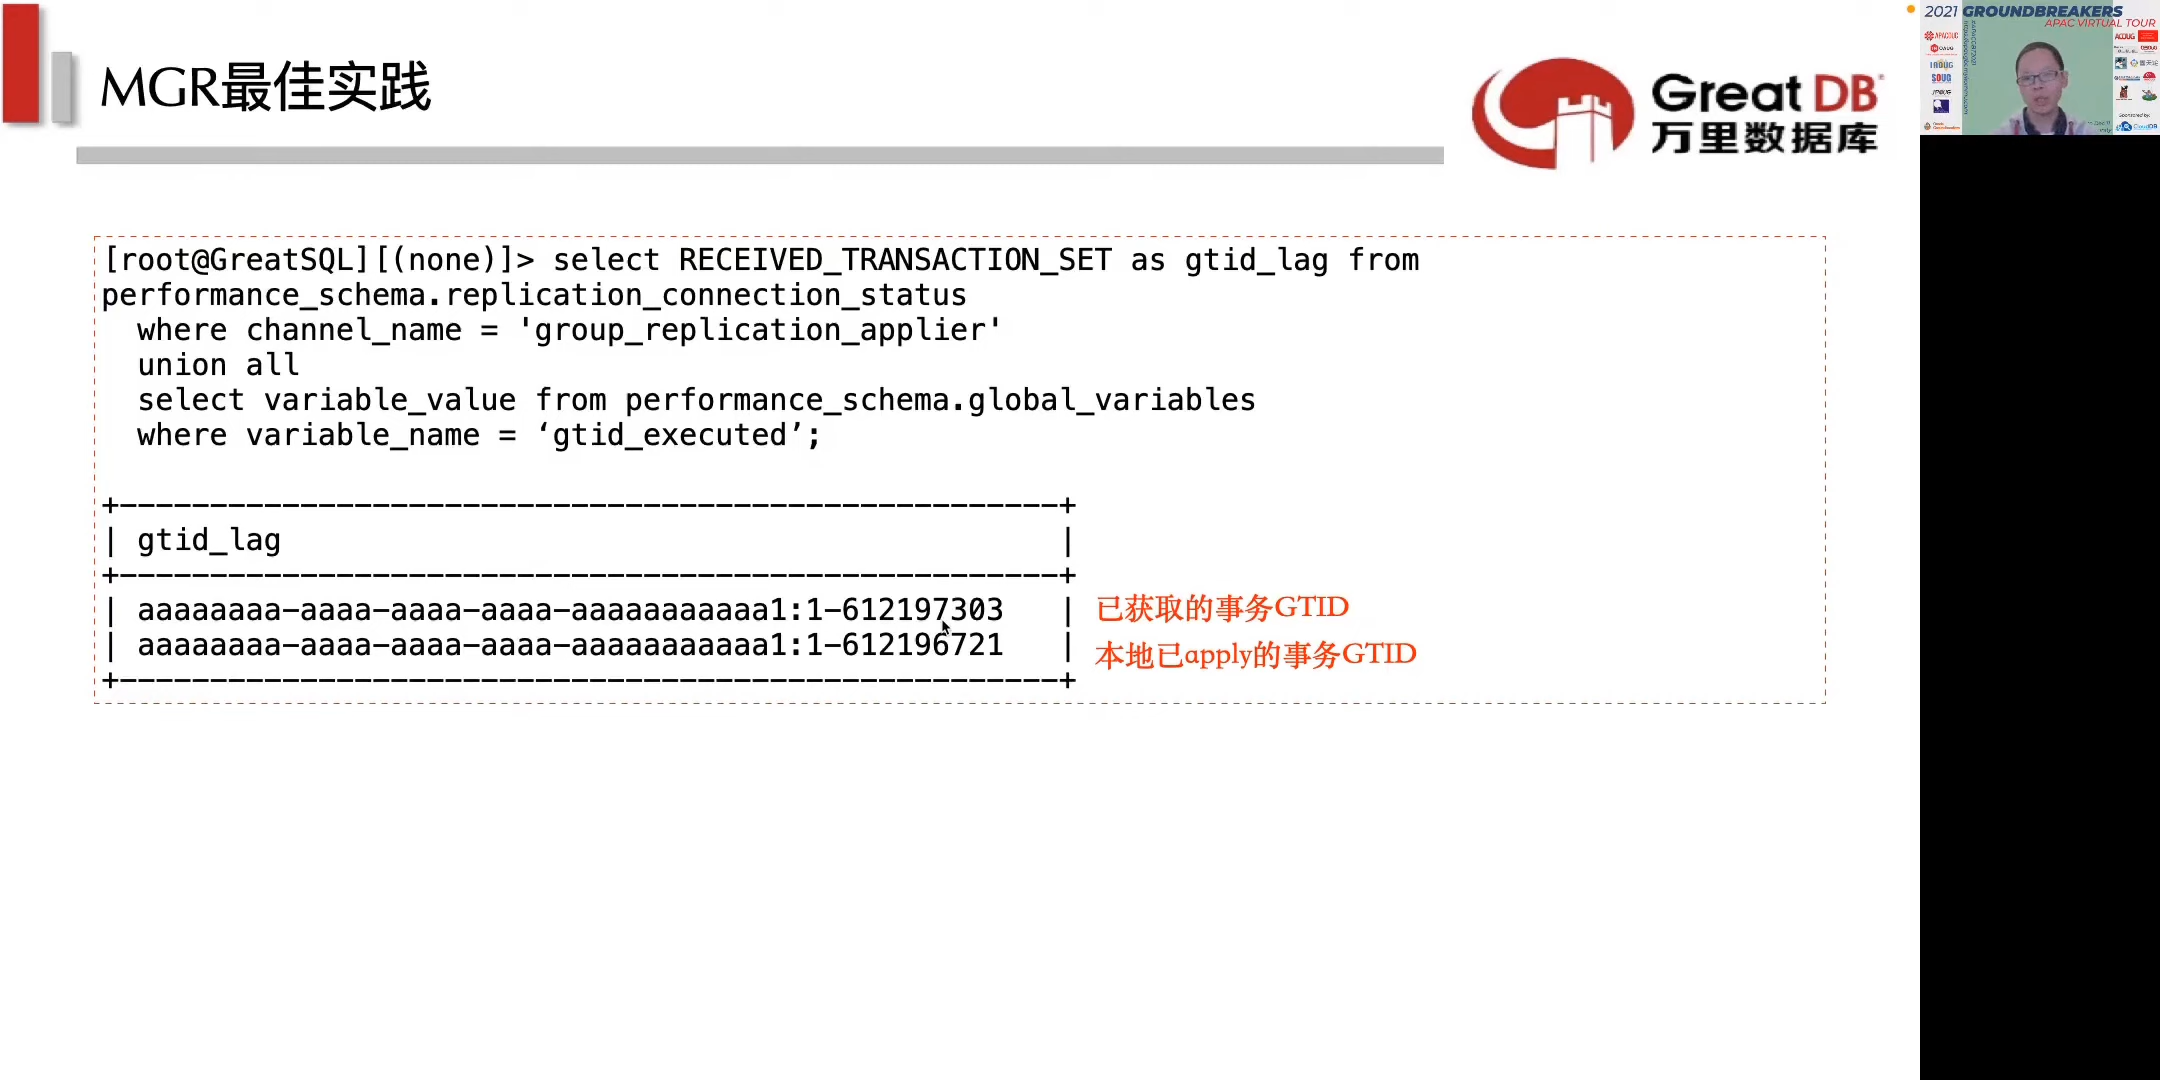 MGR最佳实践
Great DB
万里数据库
2021 GROUNDBREAKERS
APAC VIRTUAL TOUR
[root@GreatSQL][(none)]> select RECEIVED_TRANSACTION_SET as gtid_lag from
performance_schema.replication_connection_status
where channel_name = 'group_replication_applier'
union all
select variable_value from performance_schema.global_variables
where variable_name = ‘gtid_executed’;
+----------------------------------------------------+
| gtid_lag |
+----------------------------------------------------+
| aaaaaaaa-aaaa-aaaa-aaaa-aaaaaaaaaaa1:1-612197303 | 已获取的事务GTID
| aaaaaaaa-aaaa-aaaa-aaaa-aaaaaaaaaaa1:1-612196721 | 本地已apply的事务GTID
+----------------------------------------------------+